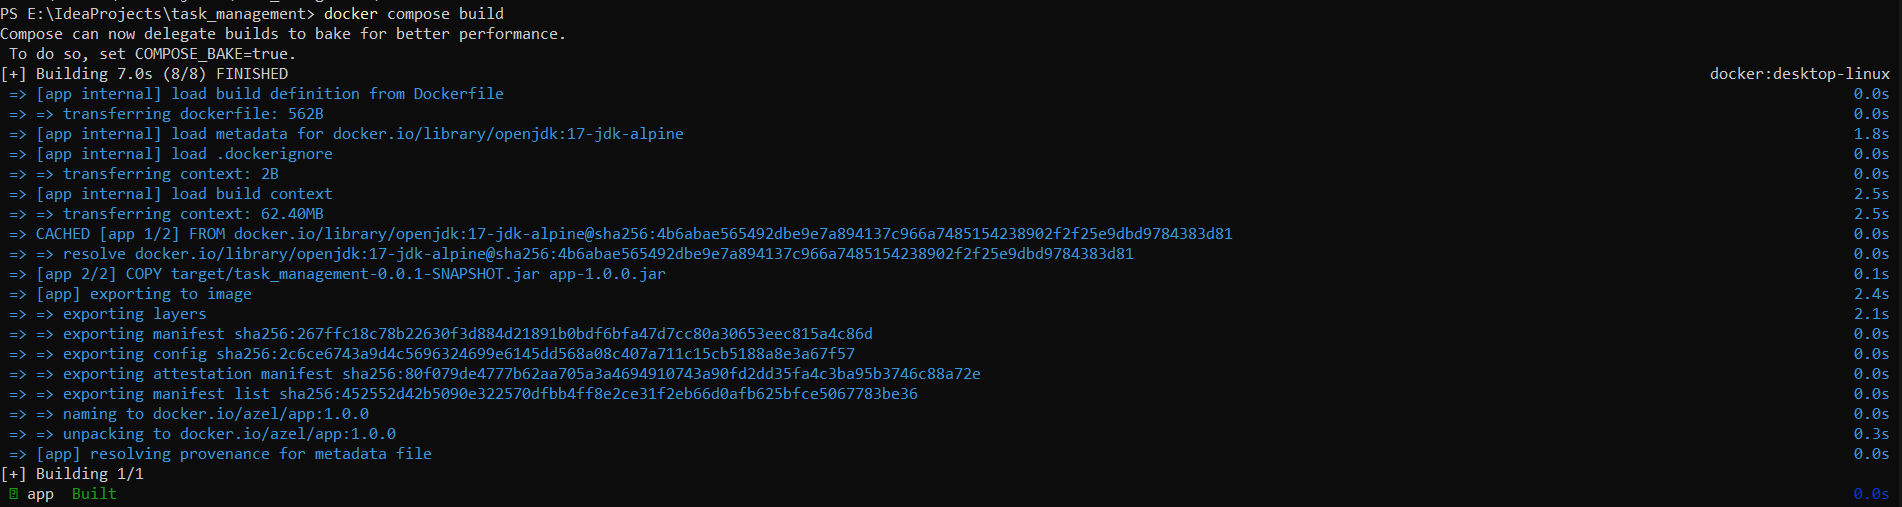 PS E:\IdeaProjects\task_management> docker compose build
Compose can now delegate builds to bake for better performance.
 To do so, set COMPOSE_BAKE=true.
[+] Building 7.0s (8/8) FINISHED docker:desktop-linux
 => [app internal] load build definition from Dockerfile 0.0s
 => => transferring dockerfile: 562B 0.0s
 => [app internal] load metadata for docker.io/library/openjdk:17-jdk-alpine 1.8s
 => [app internal] load .dockerignore 0.0s
 => => transferring context: 2B 0.0s
 => [app internal] load build context 2.5s
 => => transferring context: 62.40MB 2.5s
 => CACHED [app 1/2] FROM docker.io/library/openjdk:17-jdk-alpine@sha256:4b6abae565492dbe9e7a894137c966a7485154238902f2f25e9dbd9784383d81 0.0s
 => => resolve docker.io/library/openjdk:17-jdk-alpine@sha256:4b6abae565492dbe9e7a894137c966a7485154238902f2f25e9dbd9784383d81 0.0s
 => [app 2/2] COPY target/task_management-0.0.1-SNAPSHOT.jar app-1.0.0.jar 0.1s
 => [app] exporting to image 2.4s
 => => exporting layers 2.1s
 => => exporting manifest sha256:267ffc18c78b22630f3d884d21891b0bdf6bfa47d7cc80a30653eec815a4c86d 0.0s
 => => exporting config sha256:2c6ce6743a9d4c5696324699e6145dd568a08c407a711c15cb5188a8e3a67f57 0.0s
 => => exporting attestation manifest sha256:80f079de4777b62aa705a3a4694910743a90fd2dd35fa4c3ba95b3746c88a72e 0.0s
 => => exporting manifest list sha256:452552d42b5090e322570dfbb4ff8e2ce31f2eb66d0afb625bfce5067783be36 0.0s
 => => naming to docker.io/azel/app:1.0.0 0.0s
 => => unpacking to docker.io/azel/app:1.0.0 0.3s
 => [app] resolving provenance for metadata file 0.0s
[+] Building 1/1
 app Built 0.0s